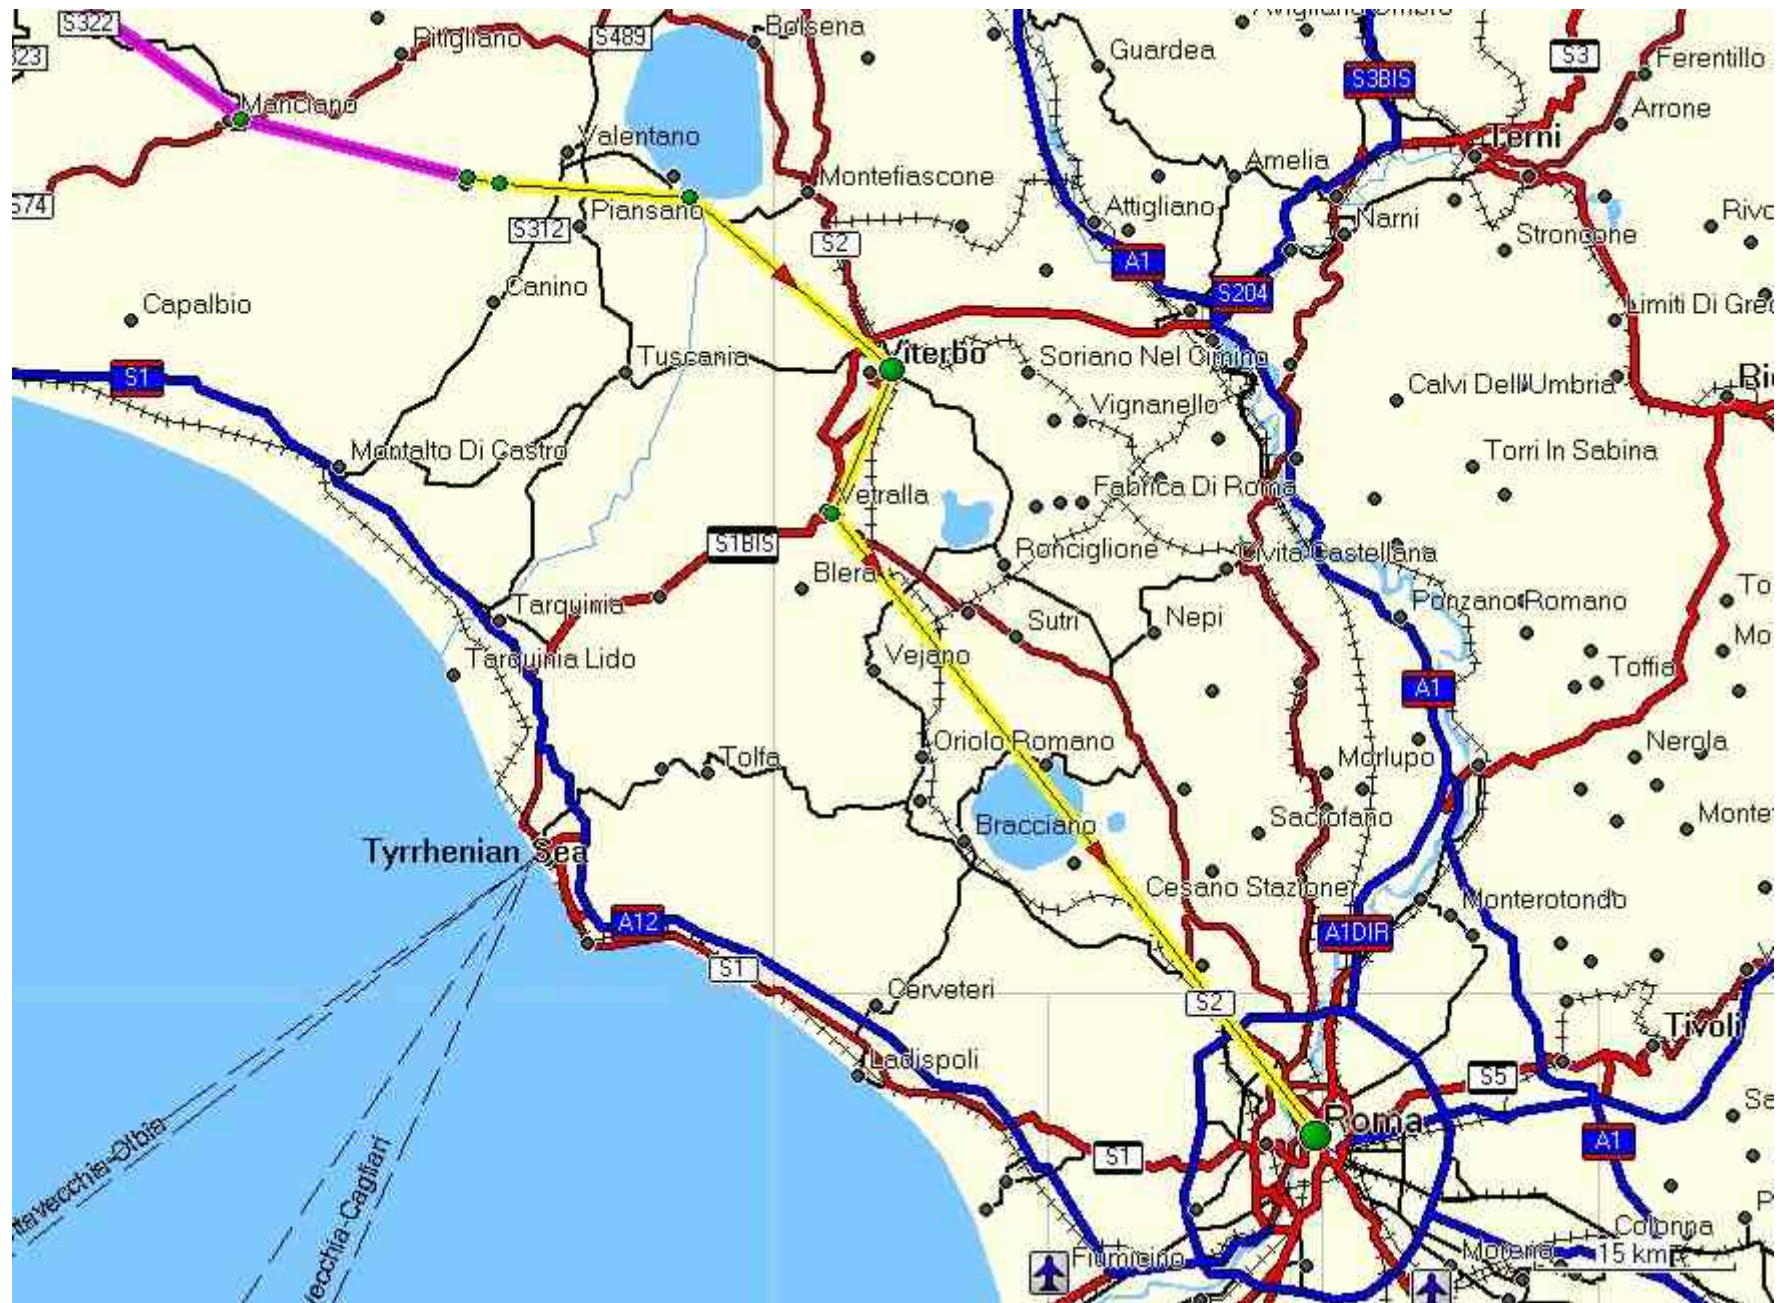 S322
Pitigliano
S489
Bolsena
Guardea
S3BIS
S3
Ferentillo
Manciano
Arrone
Valentano
Terni
Amelia
Montefiascone
S74
Piansano
Attigliano
S312
S2
Narni
Stroncone
A1
Canino
S204
Capalbio
Viterbo
Tuscania
Soriano Nel Cimino
S1
Calvi Dell'Umbria
Vignanello
Montalto Di Castro
Torri In Sabina
Vetralla
Fabrica Di Roma
S1BIS
Ronciglione
Civita Castellana
Blera
Tarquinia
Sutri
Nepi
Ponzano Romano
Tarquinia Lido
Vejano
Toffia
A1
Oriolo Romano
Tolfa
Morlupo
Nerola
Bracciano
Sacrofano
Tyrrhenian Sea
Cesano Stazione
Monterotondo
A12
A1DIR
S1
Cerveteri
S2
Tivoli
Ladispoli
S5
Roma
S1
A1
Colonna
Fiumicino
15 km